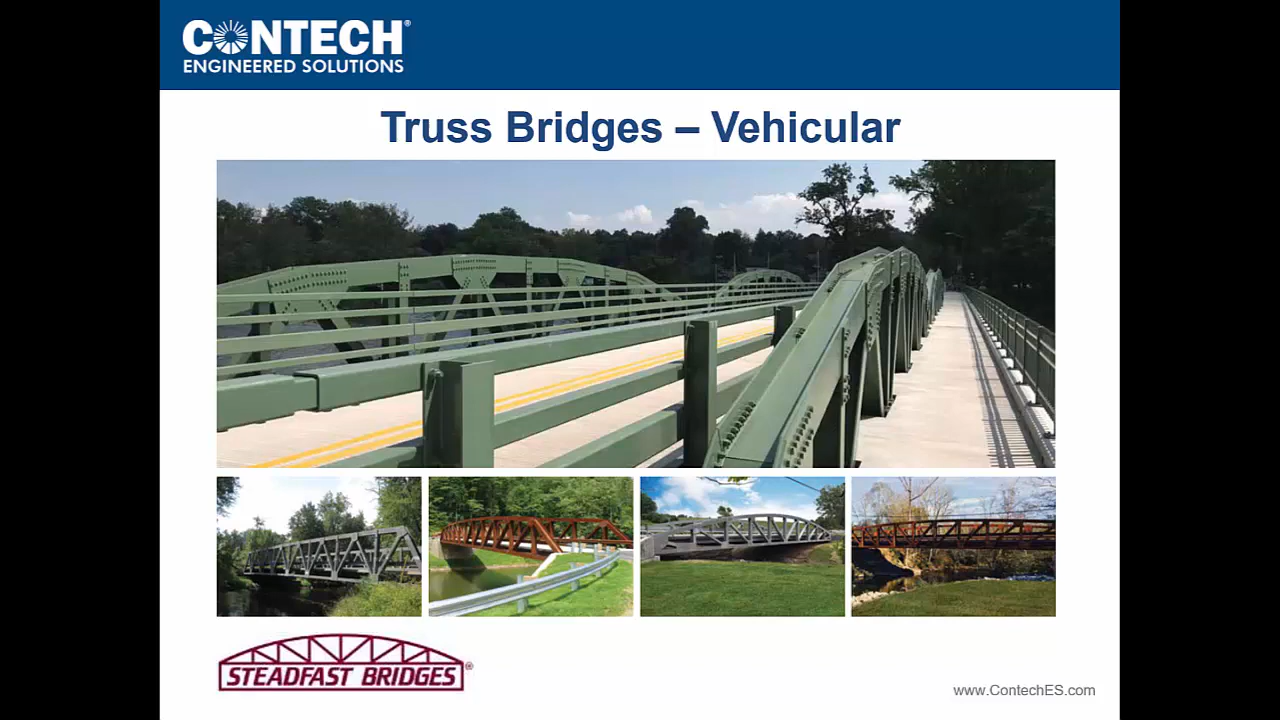 CONTECH®
ENGINEERED SOLUTIONS
Truss Bridges – Vehicular
STEADFAST BRIDGES®
www.ContechES.com